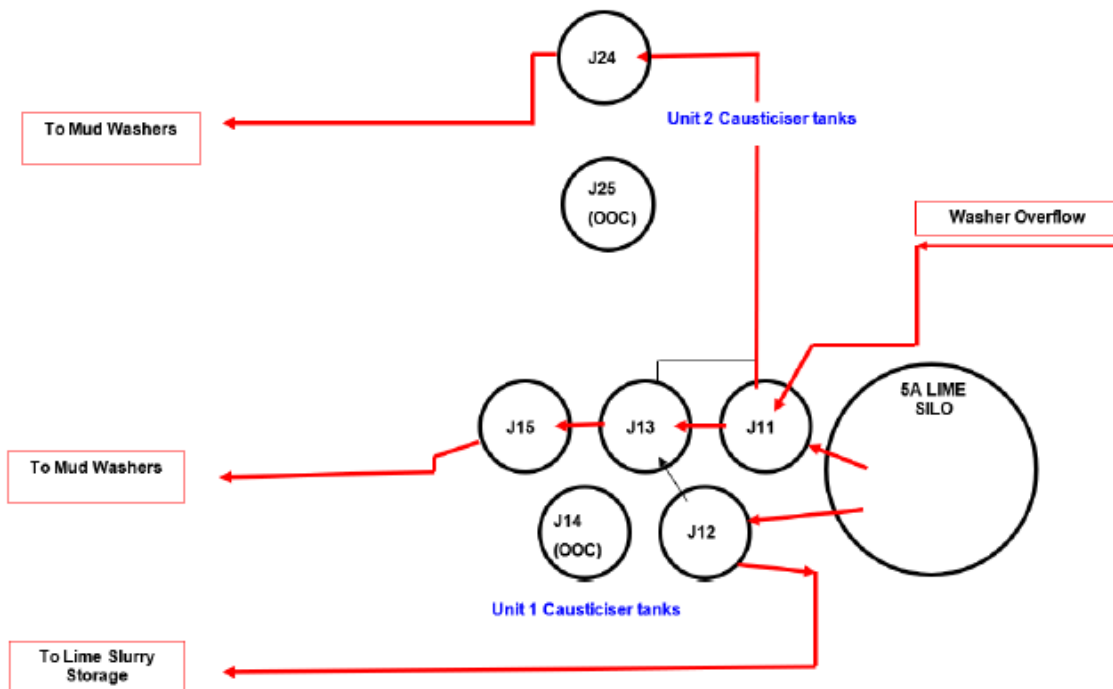 J24
To Mud Washers
Unit 2 Causticiser tanks
J25
(OOC)
Washer Overflow
5A LIME
SILO
J15
J13
J11
To Mud Washers
J14
(OOC)
J12
Unit 1 Causticiser tanks
To Lime Slurry
Storage